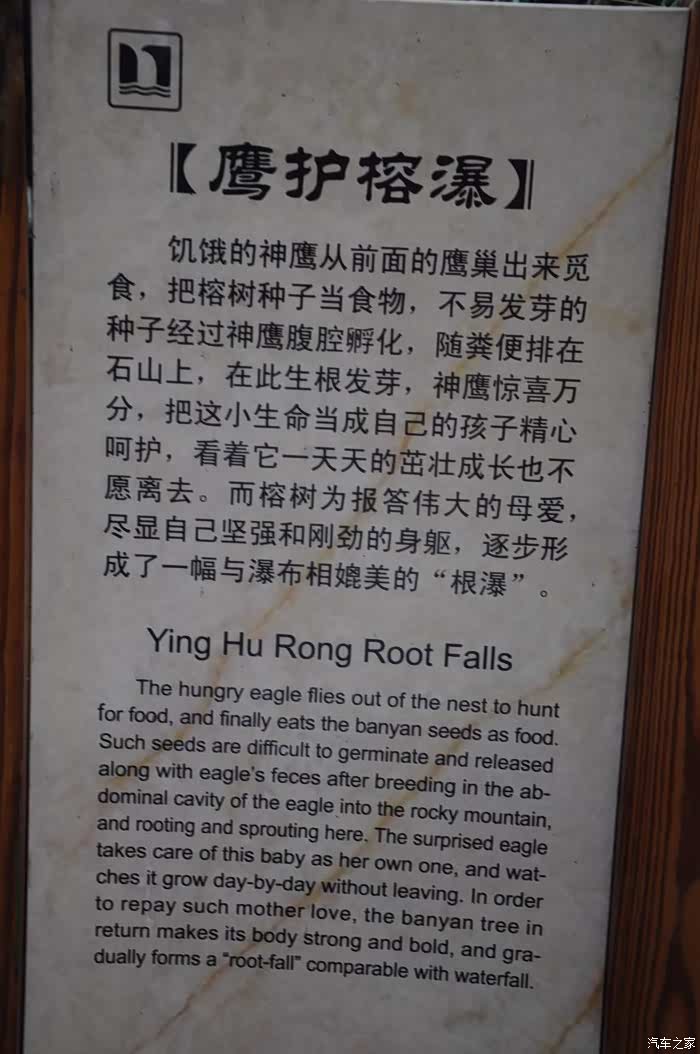 【鹰护榕瀑】
饥饿的神鹰从前面的鹰巢出来觅
食，把榕树种子当食物，不易发芽的
种子经过神鹰腹腔孵化，随粪便排在
石山上，在此生根发芽，神鹰惊喜万
分，把这小生命当成自己的孩子精心
呵护，看着它一天天的茁壮成长也不
愿离去。而榕树为报答伟大的母爱，
尽显自己坚强和刚劲的身躯，逐步形
成了一幅与瀑布相媲美的“根瀑”。
Ying Hu Rong Root Falls
The hungry eagle flies out of the nest to hunt
for food, and finally eats the banyan seeds as food.
Such seeds are difficult to germinate and released
along with eagle's feces after breeding in the ab-
dominal cavity of the eagle into the rocky mountain,
and rooting and sprouting here. The surprised eagle
takes care of this baby as her own one, and wat-
ches it grow day-by-day without leaving. In order
to repay such mother love, the banyan tree in
return makes its body strong and bold, and gra-
dually forms a “root-fall” comparable with waterfall.
汽车之家